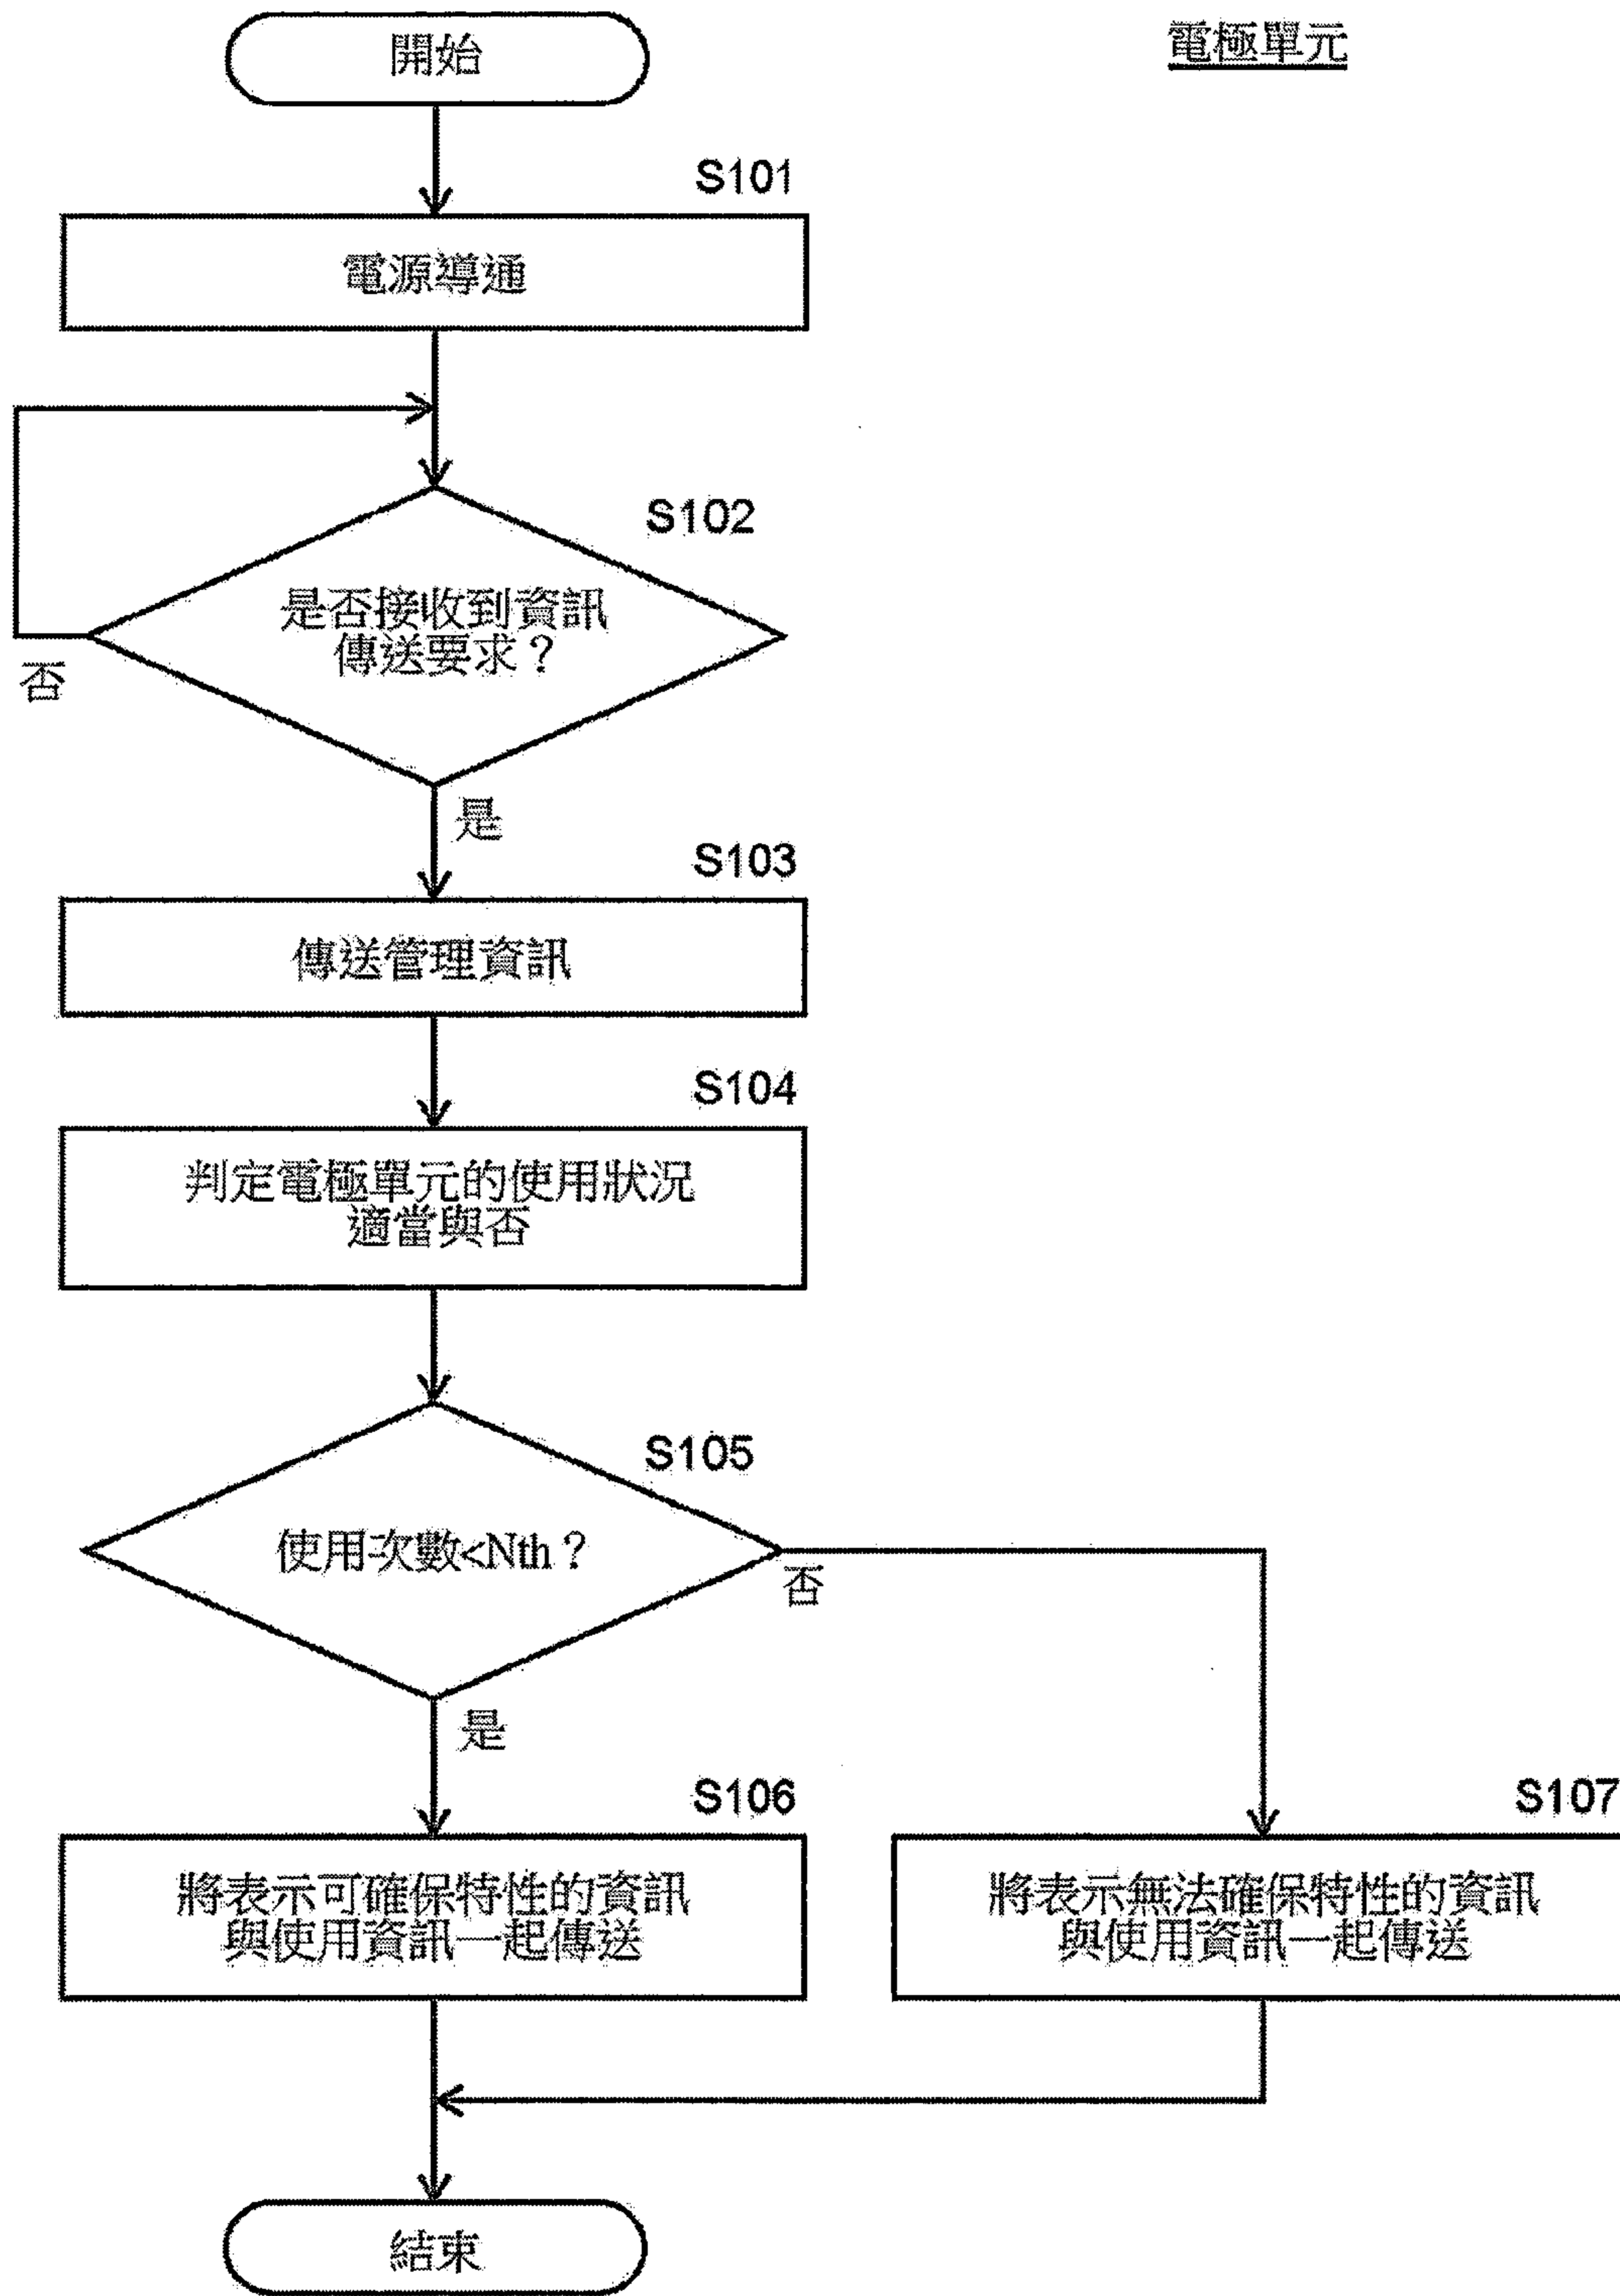 電極單元
開始
S101
電源導通
S102
是否接收到資訊
傳送要求？
否
是
S103
傳送管理資訊
S104
判定電極單元的使用狀況
適當與否
S105
使用次數<Nth？
否
是
S106
將表示可確保特性的資訊
與使用資訊一起傳送
S107
將表示無法確保特性的資訊
與使用資訊一起傳送
結束